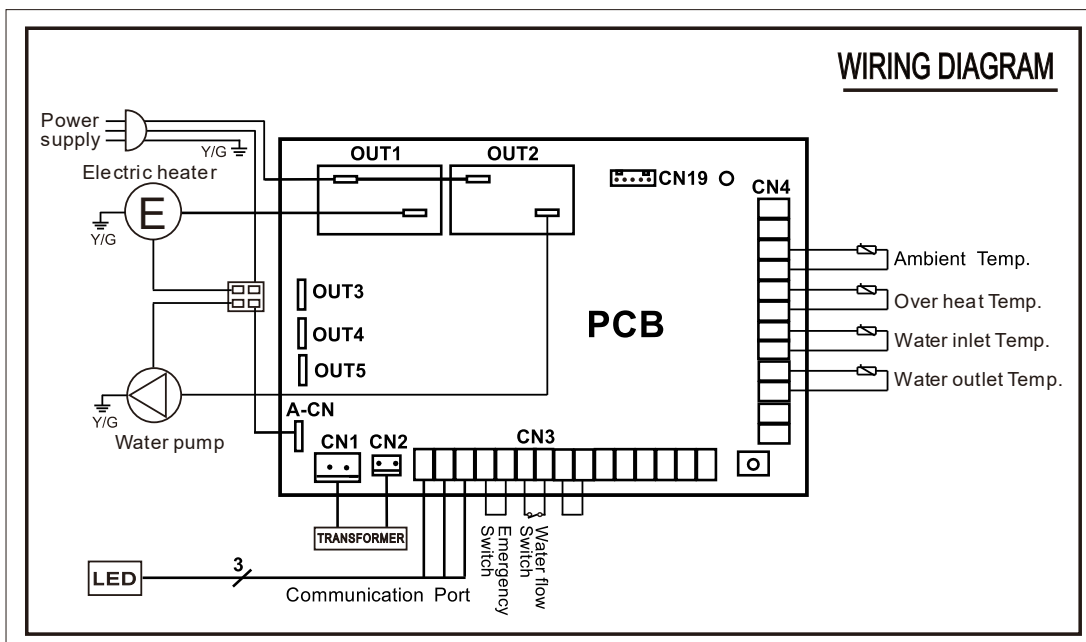 WIRING DIAGRAM
Power
supply
Y/G
Electric heater
E
Y/G
OUT1
OUT2
CN19
CN4
Ambient Temp.
Over heat Temp.
Water inlet Temp.
Water outlet Temp.
OUT3
OUT4
OUT5
PCB
Y/G
Water pump
A-CN
CN1
CN2
CN3
TRANSFORMER
Emergency
Switch
Water flow
Switch
LED
3
Communication Port